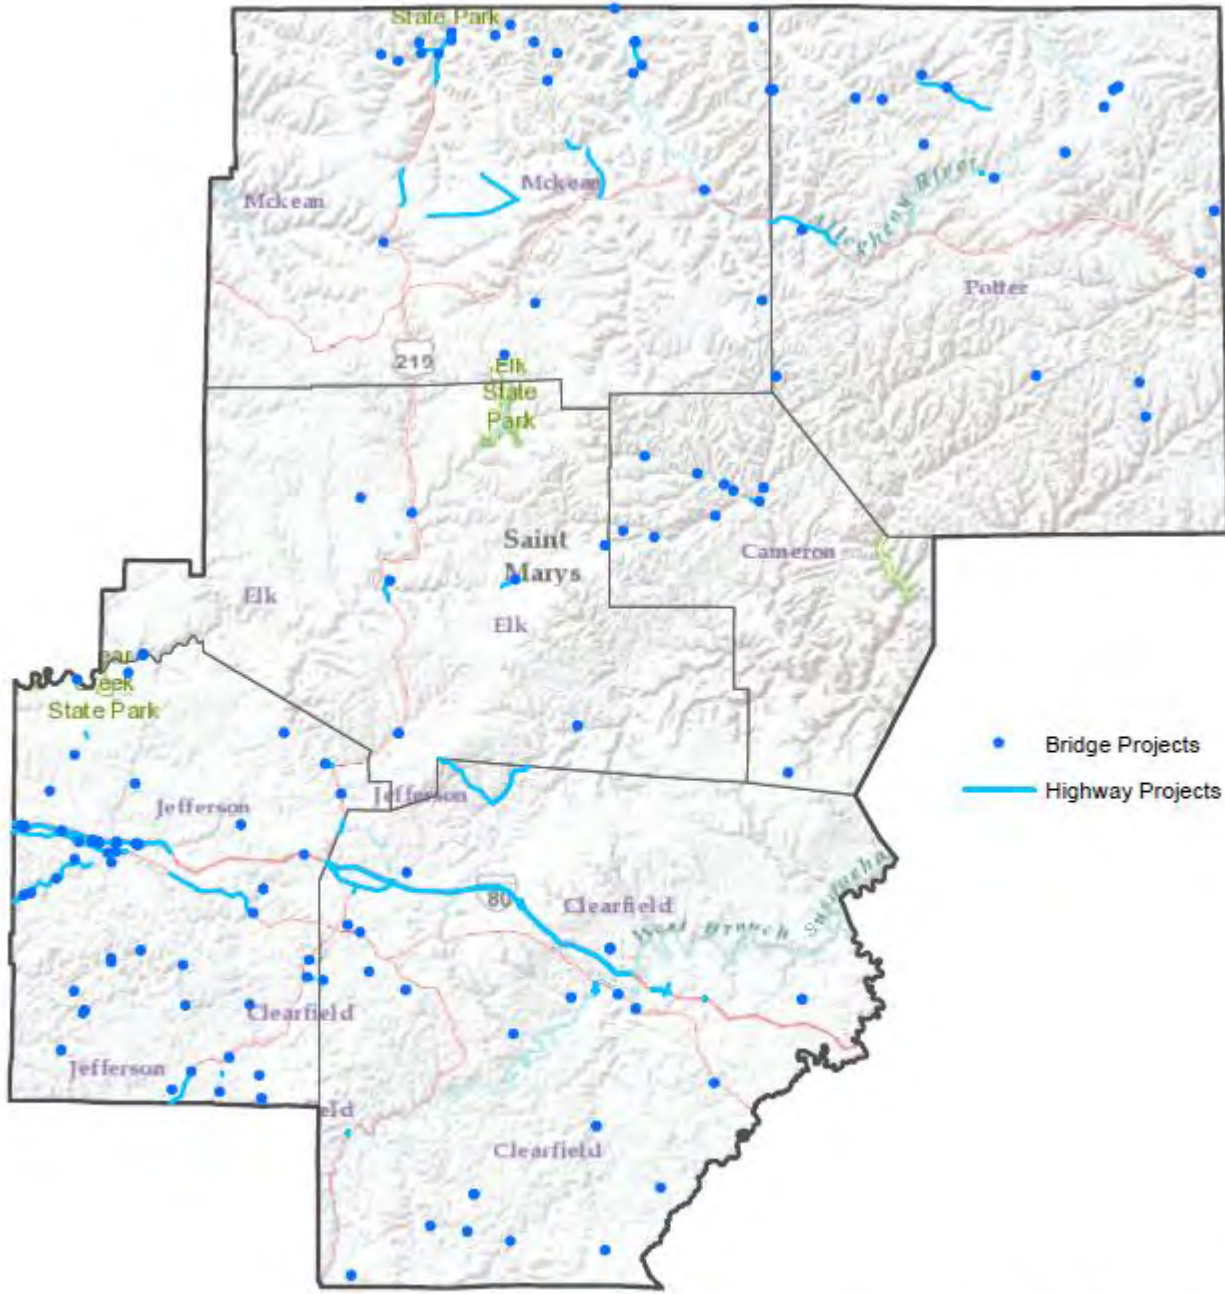 State Park
Mckean
Mckean
Allegheny River
Potter
219
Elk
State
Park
Saint
Marys
Cameron
Elk
Elk
State Park
Bridge Projects
Highway Projects
Jefferson
Jefferson
80
Clearfield
West Branch
Clearfield
Jefferson
Clearfield